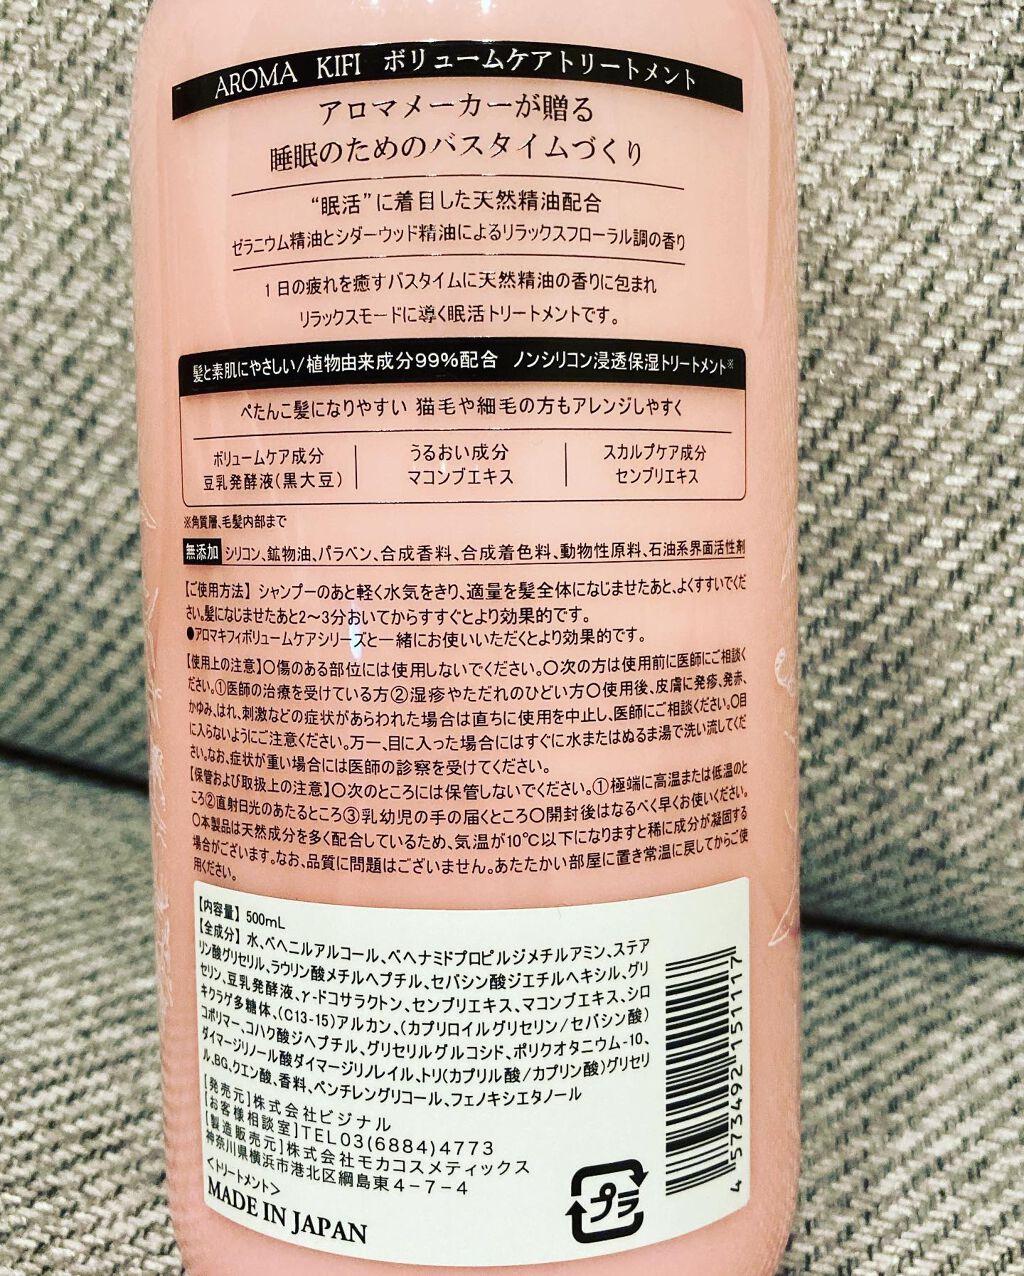 AROMA KIFI ボリュームケアトリートメント
アロマメーカーが贈る
睡眠のためのバスタイムづくり
“眠活”に着目した天然精油配合
ゼラニウム精油とシダーウッド精油によるリラックスフローラル調の香り
1日の疲れを癒すバスタイムに天然精油の香りに包まれ
リラックスモードに導く眠活トリートメントです。
髪と素肌にやさしい/植物由来成分99%配合 ノンシリコン浸透保湿トリートメント※
ぺたんこ髪になりやすい 猫毛や細毛の方もアレンジしやすく
ボリュームケア成分 うるおい成分 スカルプケア成分
豆乳発酵液(黒大豆) マコンブエキス センブリエキス
※角質層、毛髪内部まで
無添加 シリコン、鉱物油、パラベン、合成香料、合成着色料、動物性原料、石油系界面活性剤
【ご使用方法】シャンプーのあと軽く水気をきり、適量を髪全体になじませたあと、よくすすいでくだ
さい。髪になじませたあと2〜3分おいてからすすぐとより効果的です。
●アロマキフィボリュームケアシリーズと一緒にお使いいただくとより効果的です。
【使用上の注意】〇傷のある部位には使用しないでください。〇次の方は使用前に医師にご相談く
ださい。①医師の治療を受けている方②湿疹やただれのひどい方〇使用後、皮膚に発疹、発赤、
かゆみ、はれ、刺激などの症状があらわれた場合は直ちに使用を中止し、医師にご相談ください。〇目
に入らないようにご注意ください。万一、目に入った場合にはすぐに水またはぬるま湯で洗い流してくだ
さい。なお、症状が重い場合には医師の診察を受けてください。
【保管および取扱上の注意】〇次のところには保管しないでください。①極端に高温または低温のと
ころ②直射日光のあたるところ③乳幼児の手の届くところ〇開封後はなるべく早くお使いください。
〇本製品は天然成分を多く配合しているため、気温が10℃以下になりますと稀に成分が凝固する
場合がございます。なお、品質に問題はございません。あたたかい部屋に置き常温に戻してからご使
用ください。
【内容量】500mL
【全成分】水、ベヘニルアルコール、ベヘナミドプロピルジメチルアミン、ステア
リン酸グリセリル、ラウリン酸メチルヘプチル、セバシン酸ジエチルヘキシル、グリ
セリン、豆乳発酵液、γ-ドコサラクトン、センブリエキス、マコンブエキス、シロ
キクラゲ多糖体、(C13-15)アルカン、(カプリロイルグリセリン/セバシン酸)
コポリマー、コハク酸ジヘプチル、グリセリルグルコシド、ポリクオタニウム-10、
ダイマージリノール酸ダイマージリノレイル、トリ(カプリル酸/カプリン酸)グリセリ
ル、BG、クエン酸、香料、ペンチレングリコール、フェノキシエタノール
[発売元]株式会社ビジナル
[お客様相談室]TEL03(6884)4773
[製造販売元]株式会社モカコスメティックス
神奈川県横浜市港北区綱島東4-7-4
<トリートメント>
MADE IN JAPAN
プラ
4573492151117